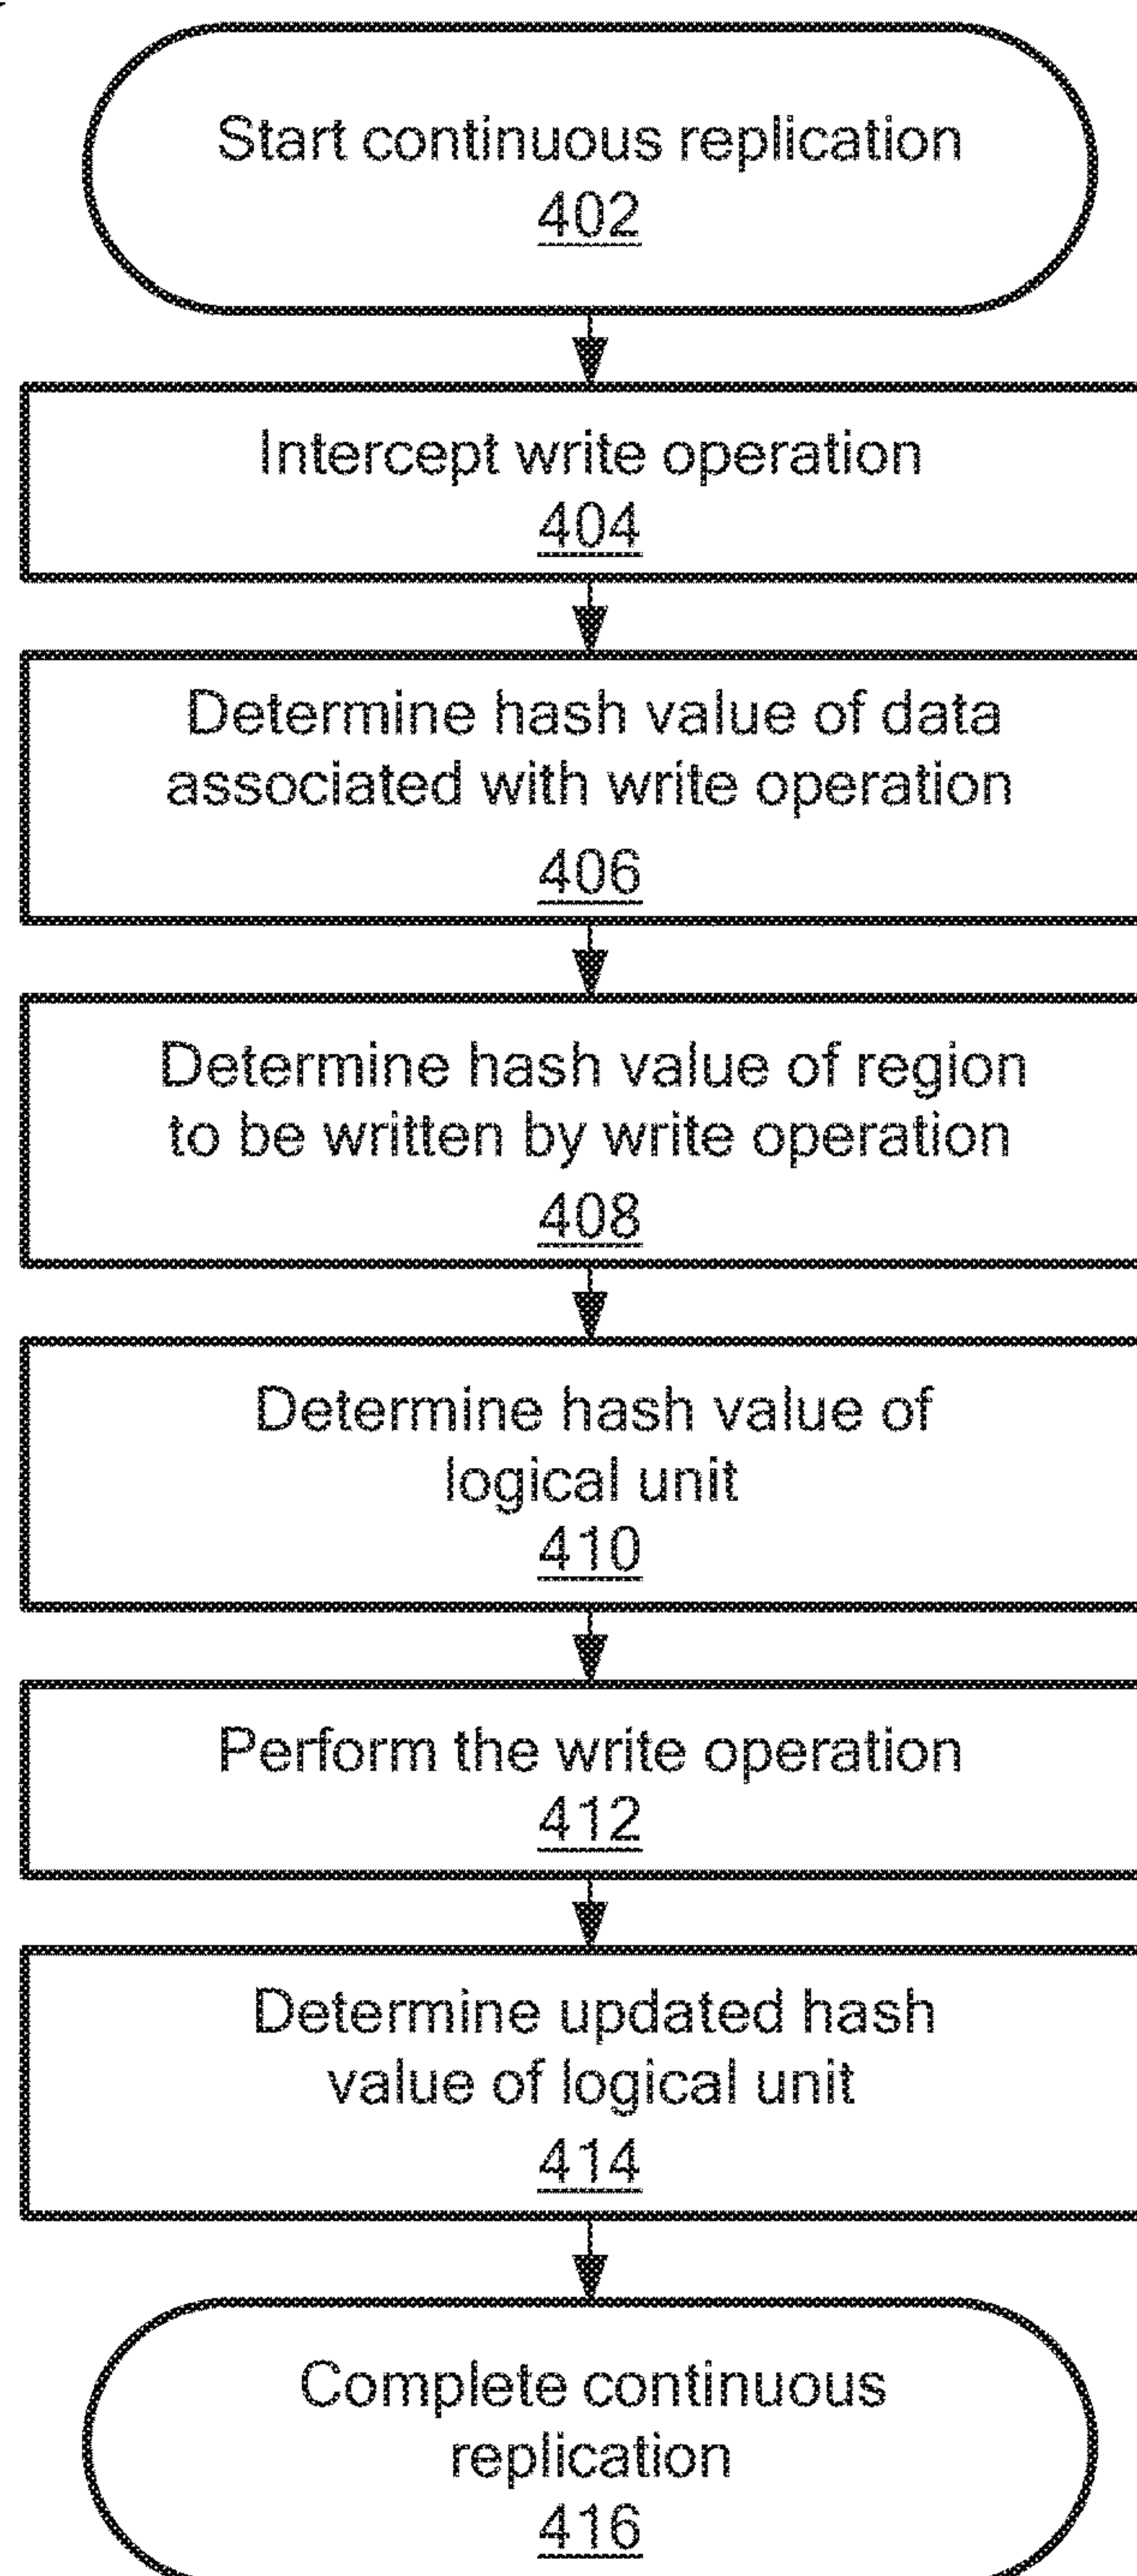 Start continuous replication
402
Intercept write operation
404
Determine hash value of data
associated with write operation
406
Determine hash value of region
to be written by write operation
408
Determine hash value of
logical unit
410
Perform the write operation
412
Determine updated hash
value of logical unit
414
Complete continuous
replication
416